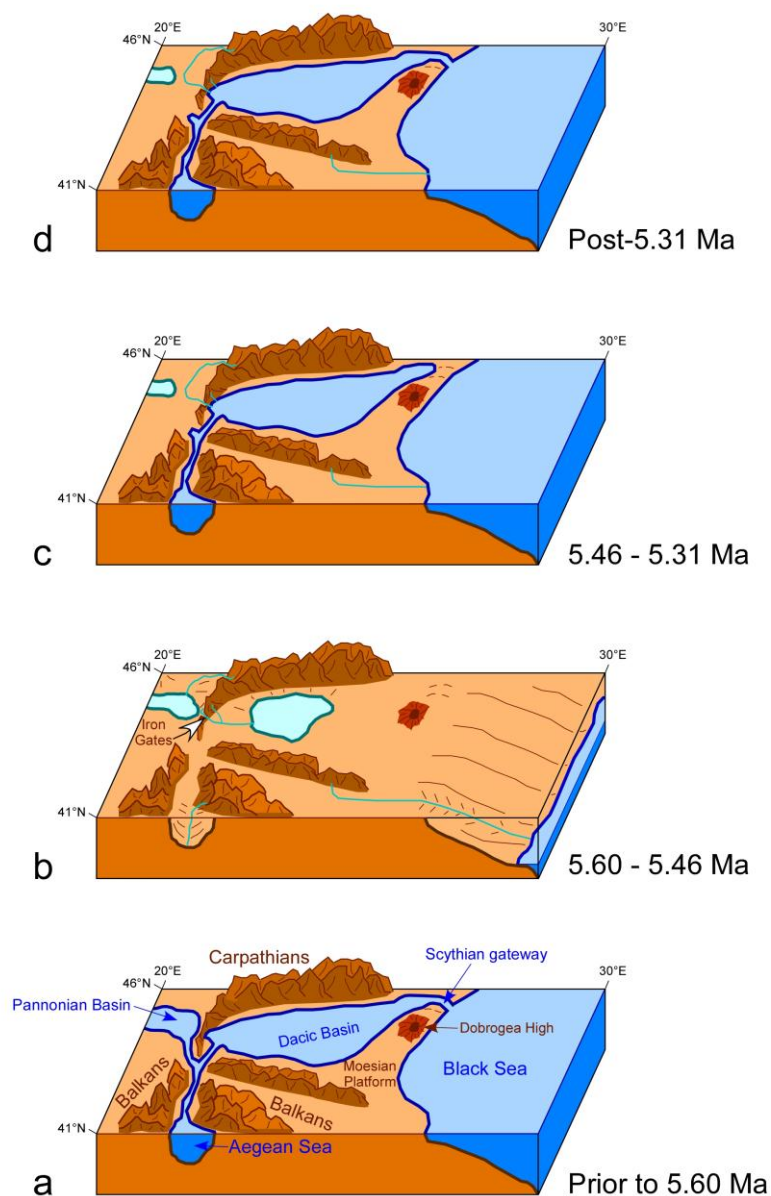 46°N
20°E
30°E
41°N
d
Post-5.31 Ma
46°N
20°E
30°E
41°N
c
5.46 - 5.31 Ma
46°N
20°E
30°E
Iron
Gates
41°N
b
5.60 - 5.46 Ma
Carpathians
Scythian gateway
46°N
20°E
30°E
Pannonian Basin
Dacic Basin
Dobrogea High
Moesian
Platform
Black Sea
Balkans
Balkans
41°N
Aegean Sea
a
Prior to 5.60 Ma